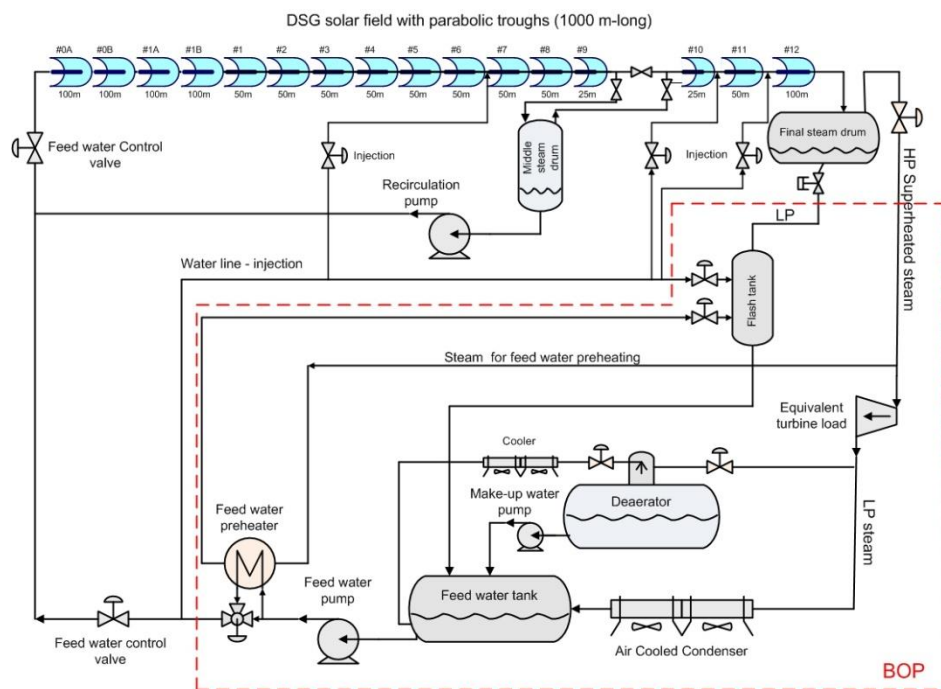 DSG solar field with parabolic troughs (1000 m-long)
#0A #0B #1A #1B #1 #2 #3 #4 #5 #6 #7 #8 #9 #10 #11 #12
100m 100m 100m 100m 50m 50m 50m 50m 50m 50m 50m 50m 25m 25m 50m 100m
Feed water Control
valve
Injection
Middle
steam
drum
Injection
Final steam drum
HP Superheated steam
Recirculation
pump
LP
Water line - injection
Flash tank
Steam for feed water preheating
Equivalent
turbine load
Cooler
Make-up water
pump
Deaerator
LP steam
Feed water
preheater
Feed water
pump
Feed water tank
Feed water control
valve
Air Cooled Condenser
BOP